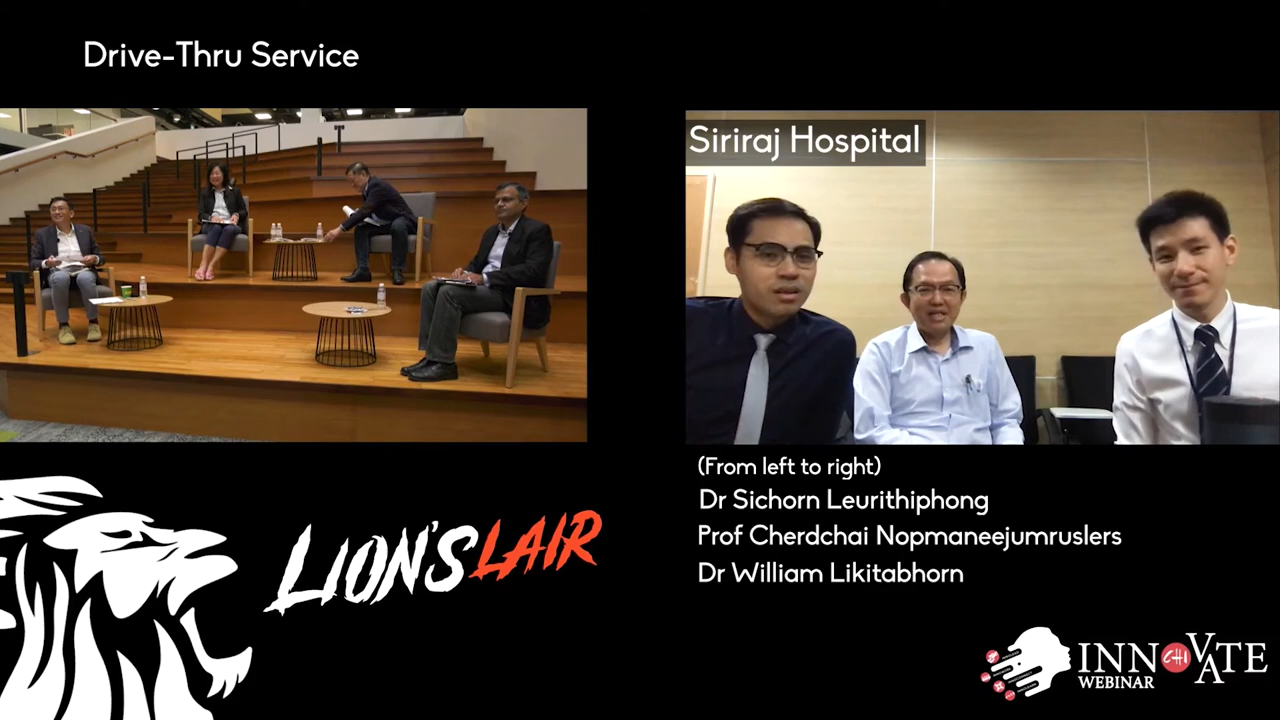 Drive-Thru Service
Siriraj Hospital
(From left to right)
Dr Sichorn Leurithiphong
Prof Cherdchai Nopmaneejumruslers
Dr William Likitabhorn
LION'S LAIR
INNOVATE
CHI
WEBINAR